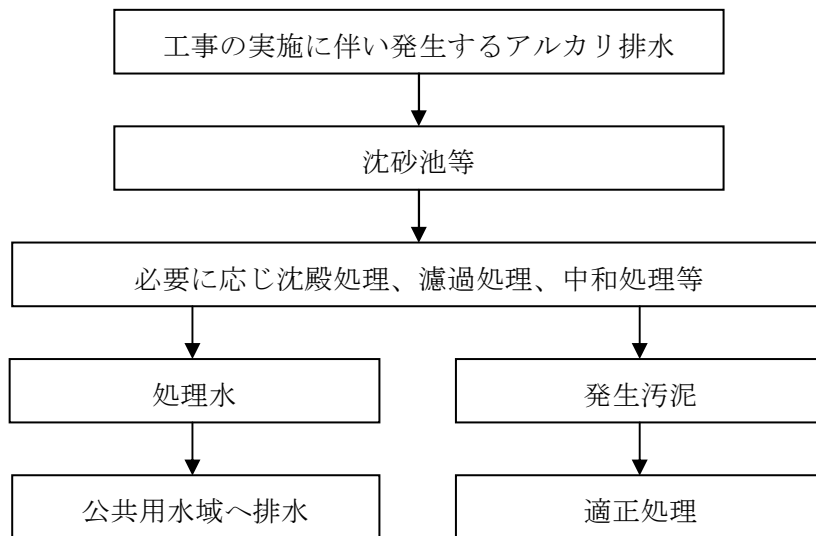 工事の実施に伴い発生するアルカリ排水
沈砂池等
必要に応じ沈殿処理、濾過処理、中和処理等
処理水
発生汚泥
公共用水域へ排水
適正処理